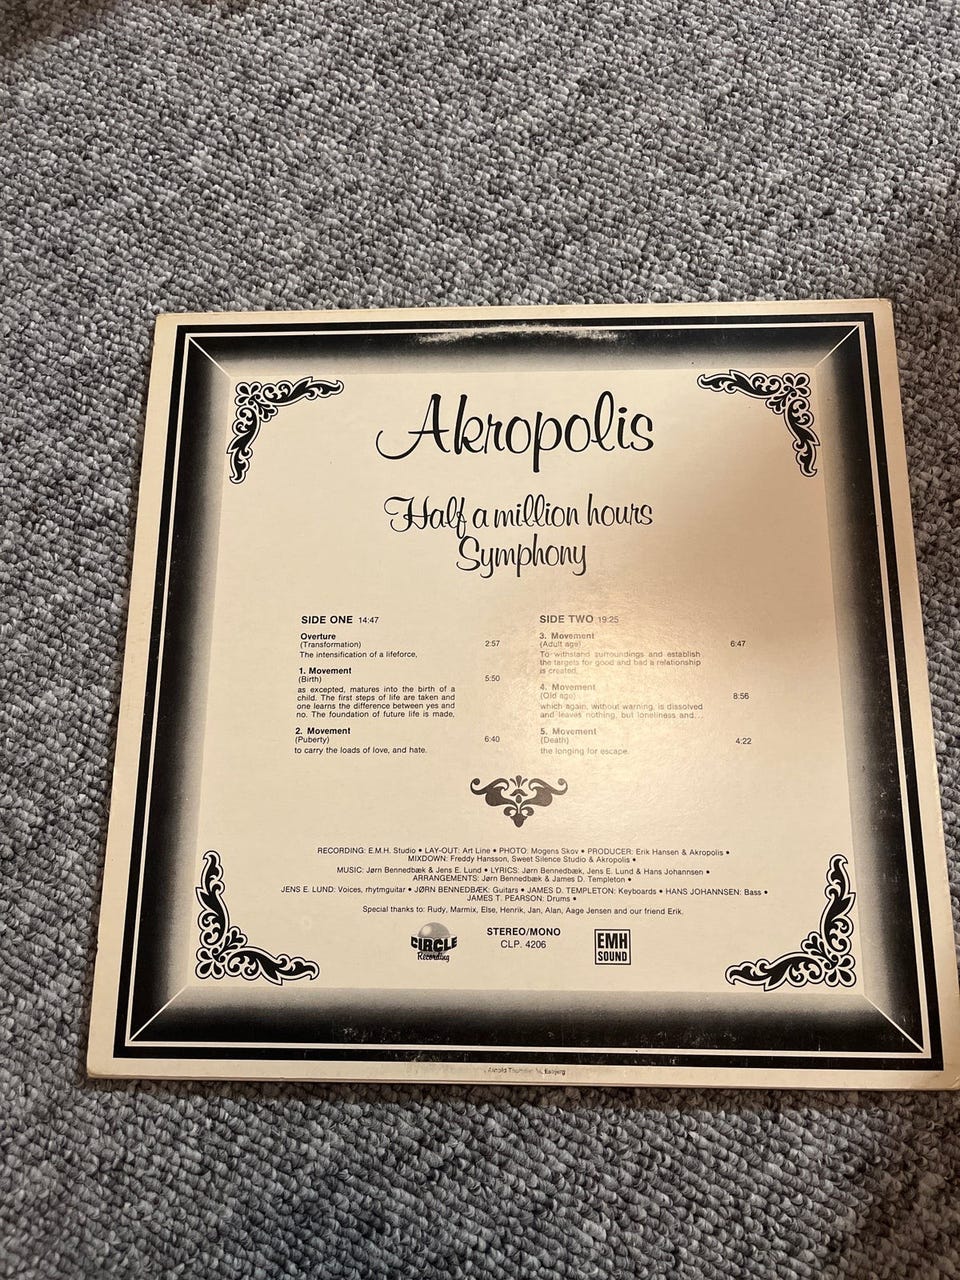 Akropolis
Half a million hours
Symphony
SIDE ONE 14:47
Overture
(Transformation) 2:57
The intensification of a lifeforce,
1. Movement
(Birth) 5:50
as excepted, matures into the birth of a
child. The first steps of life are taken and
one learns the difference between yes and
no. The foundation of future life is made,
2. Movement
(Puberty) 6:40
to carry the loads of love, and hate.
SIDE TWO 19:25
3. Movement
(Adult age) 6:47
To withstand surroundings and establish
the targets for good and bad a relationship
is created,
4. Movement
(Old age) 8:56
which again, without warning, is dissolved
and leaves nothing, but loneliness and...
5. Movement
(Death) 4:22
the longing for escape.
RECORDING: E.M.H. Studio • LAY-OUT: Art Line • PHOTO: Mogens Skov • PRODUCER: Erik Hansen & Akropolis •
MIXDOWN: Freddy Hansson, Sweet Silence Studio & Akropolis •
MUSIC: Jørn Bennedbæk & Jens E. Lund • LYRICS: Jørn Bennedbæk, Jens E. Lund & Hans Johannsen •
ARRANGEMENTS: Jørn Bennedbæk & James D. Templeton •
JENS E. LUND: Voices, rhytmguitar • JØRN BENNEDBÆK: Guitars • JAMES D. TEMPLETON: Keyboards • HANS JOHANNSEN: Bass •
JAMES T. PEARSON: Drums •
Special thanks to: Rudy, Marmix, Else, Henrik, Jan, Alan, Aage Jensen and our friend Erik.
CIRCLE
Recording
STEREO/MONO
CLP. 4206
EMH
SOUND
Arnold Esbjerg